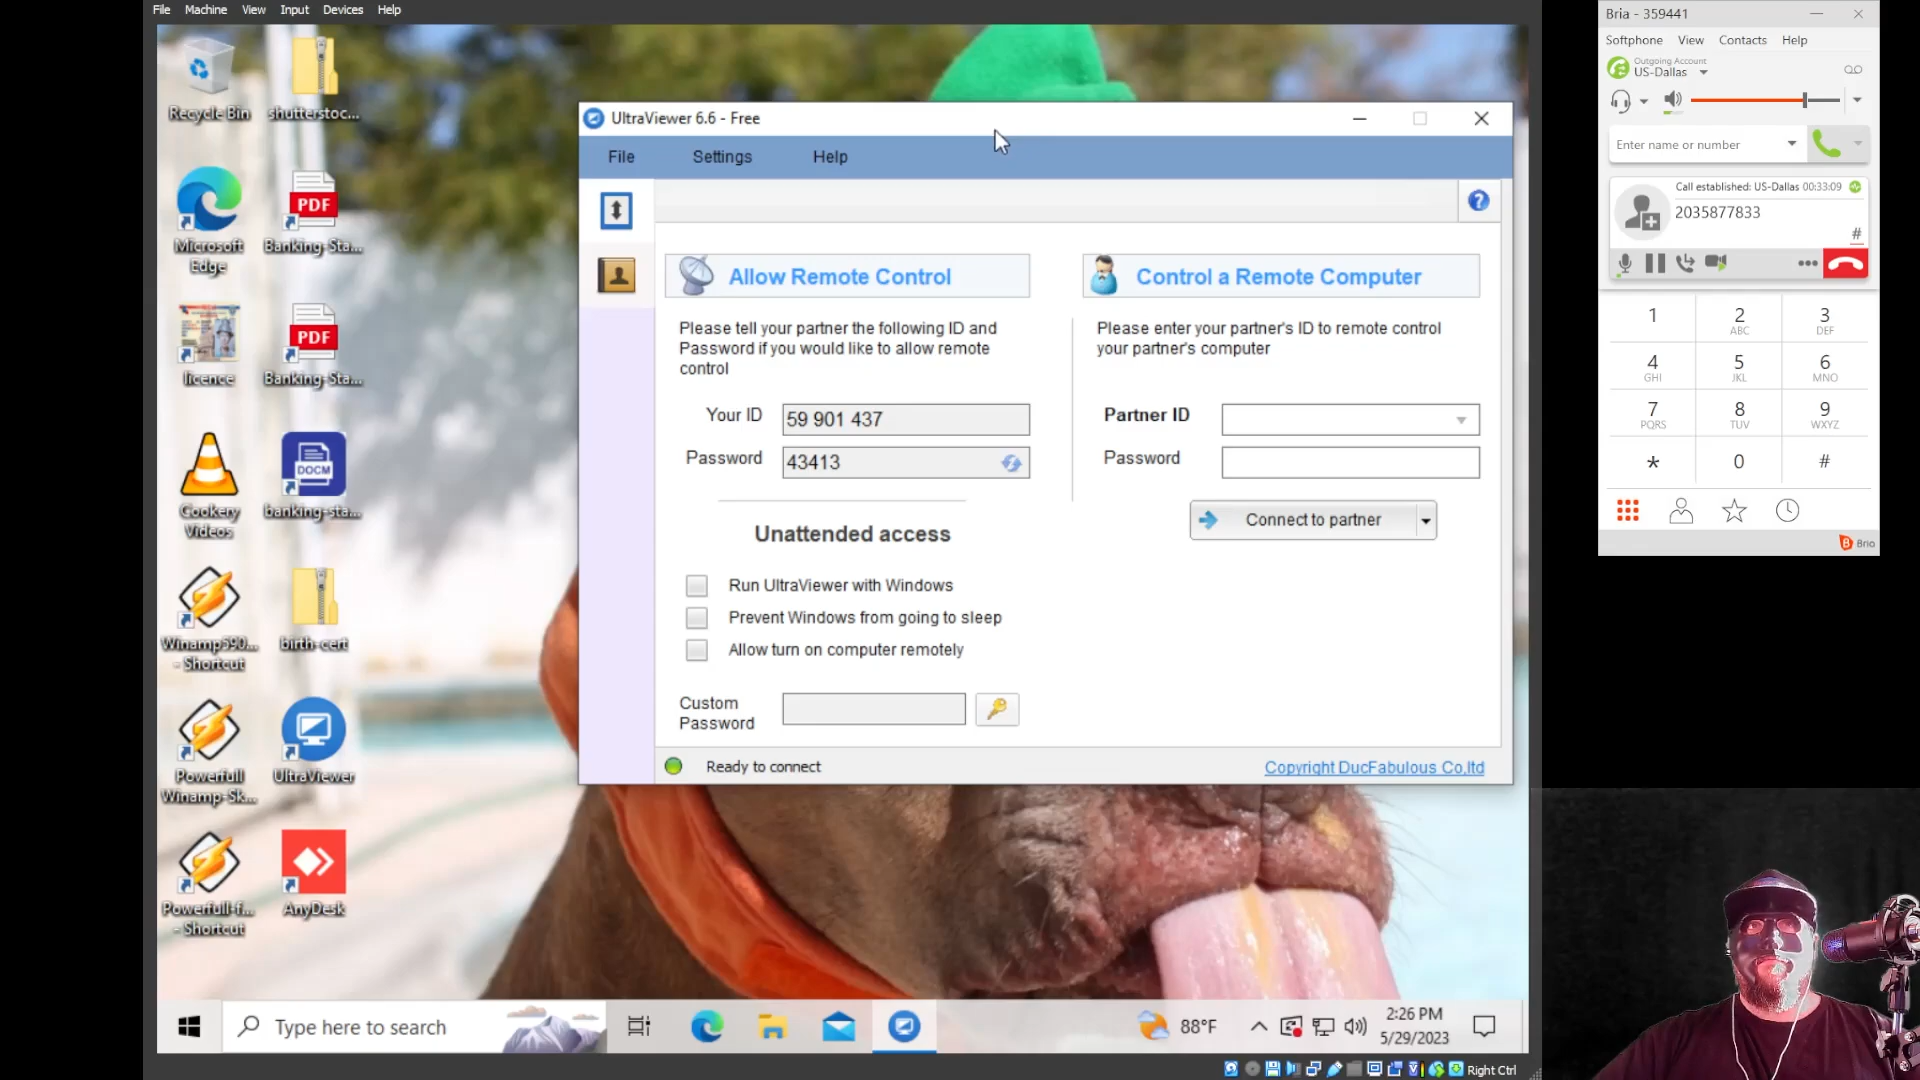 File Machine View Input Devices Help
Recycle Bin
shutterstoc...
Microsoft
Edge
Banking-Sta...
licence
Banking-Sta...
Cookery
Videos
DOCM
banking-sta...
Winamp590...
- Shortcut
birth-cert
Powerfull
Winamp-Sk...
UltraViewer
Powerfull-f...
- Shortcut
AnyDesk
PDF
PDF
UltraViewer 6.6 - Free
File Settings Help
Allow Remote Control
Please tell your partner the following ID and
Password if you would like to allow remote
control
Your ID 59 901 437
Password 43413
Unattended access
Run UltraViewer with Windows
Prevent Windows from going to sleep
Allow turn on computer remotely
Custom
Password
Control a Remote Computer
Please enter your partner's ID to remote control
your partner's computer
Partner ID
Password
Connect to partner
Ready to connect
Copyright DucFabulous Co,ltd
Type here to search
88°F
2:26 PM
5/29/2023
Right Ctrl
Bria - 359441
Softphone View Contacts Help
Outgoing Account
US-Dallas
Enter name or number
Call established: US-Dallas 00:33:09
2035877833
#
1 2 3
ABC DEF
4 5 6
GHI JKL MNO
7 8 9
PQRS TUV WXYZ
* 0 #
Bria